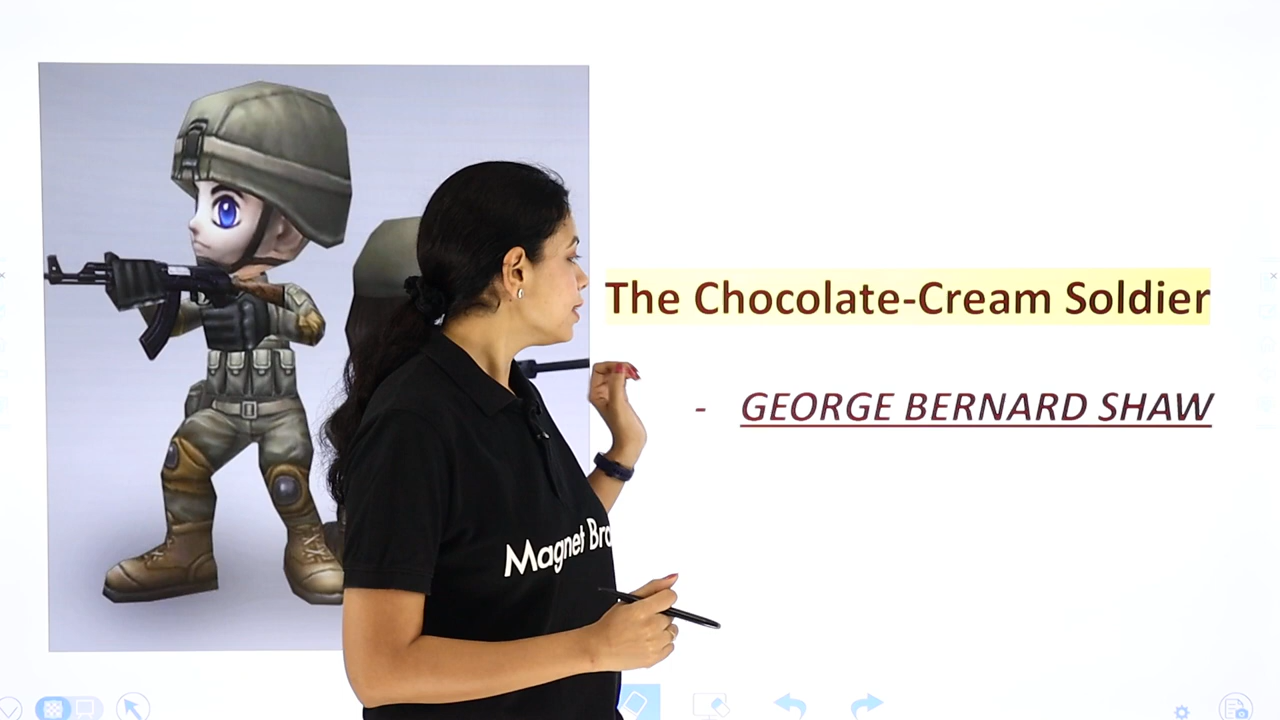 The Chocolate-Cream Soldier
- GEORGE BERNARD SHAW
Magnet Bra